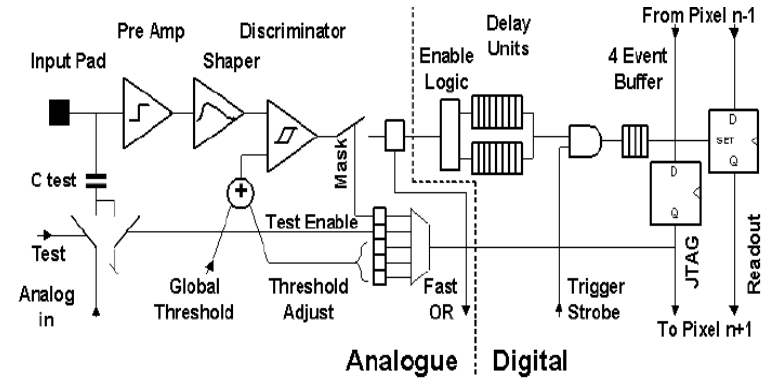 From Pixel n-1
Pre Amp
Discriminator
Delay
Units
Enable
Logic
4 Event
Buffer
Input Pad
Shaper
D
SET
Q
Mask
C test
D
Q
Test Enable
Test
Analog
in
Global
Threshold
Threshold
Adjust
Fast
OR
Trigger
Strobe
JTAG
Readout
To Pixel n+1
Analogue
Digital